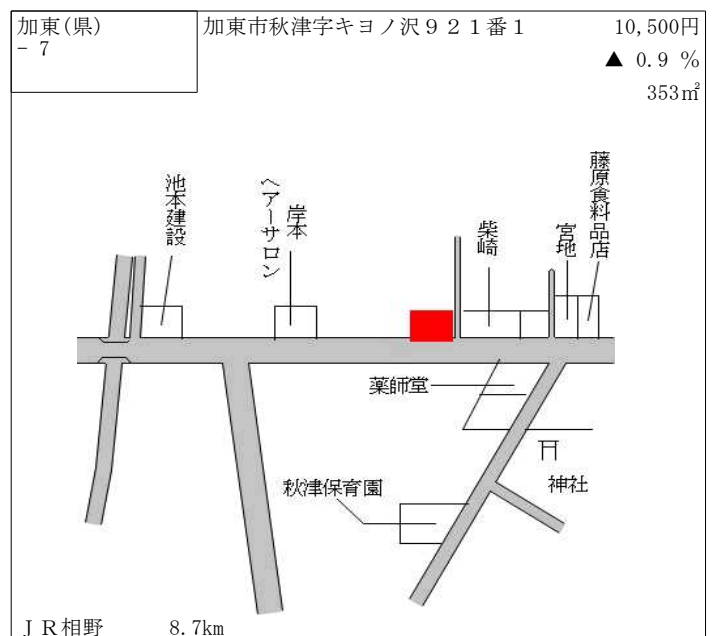 加東(県)
- 7
加東市秋津字キヨノ沢９２１番１
10,500円
▲ 0.9 %
353㎡
池本建設
ヘアーサロン
岸本
柴崎
宮地
藤原食料品店
薬師堂
秋津保育園
神社
ＪＲ相野 8.7km